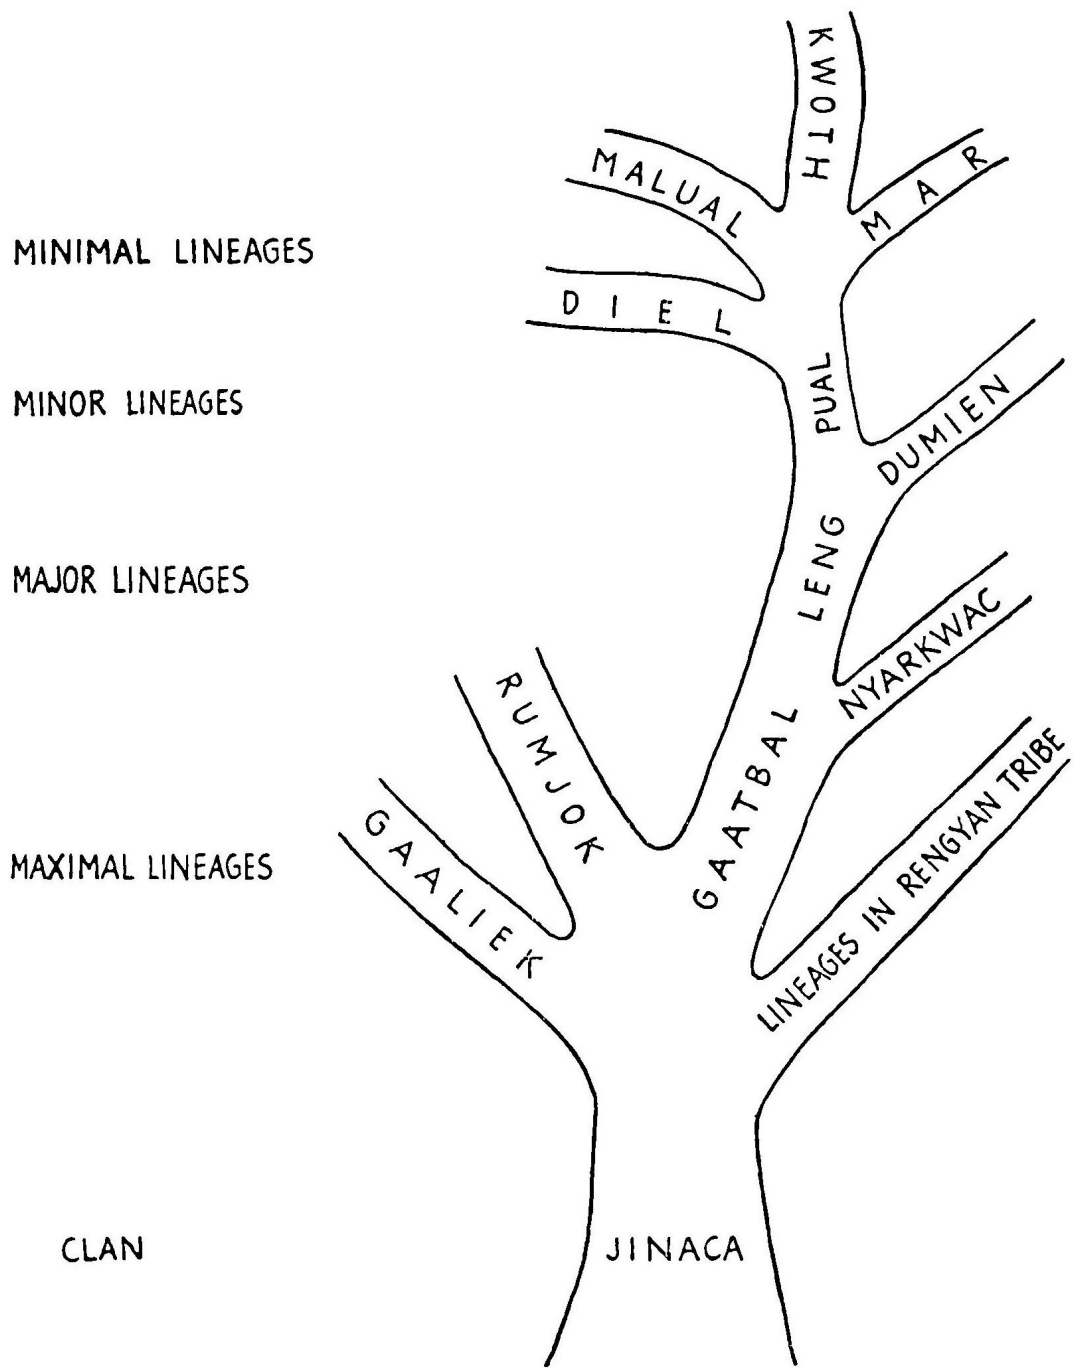 KWOTH
MALUAL
MAR
MINIMAL LINEAGES
DIEL
PUAL
MINOR LINEAGES
DUMIEN
LENG
MAJOR LINEAGES
NYARKWAC
RUMJOK
GAATBAL
LINEAGES IN RENGYAN TRIBE
MAXIMAL LINEAGES
GAALIEK
CLAN
JINACA